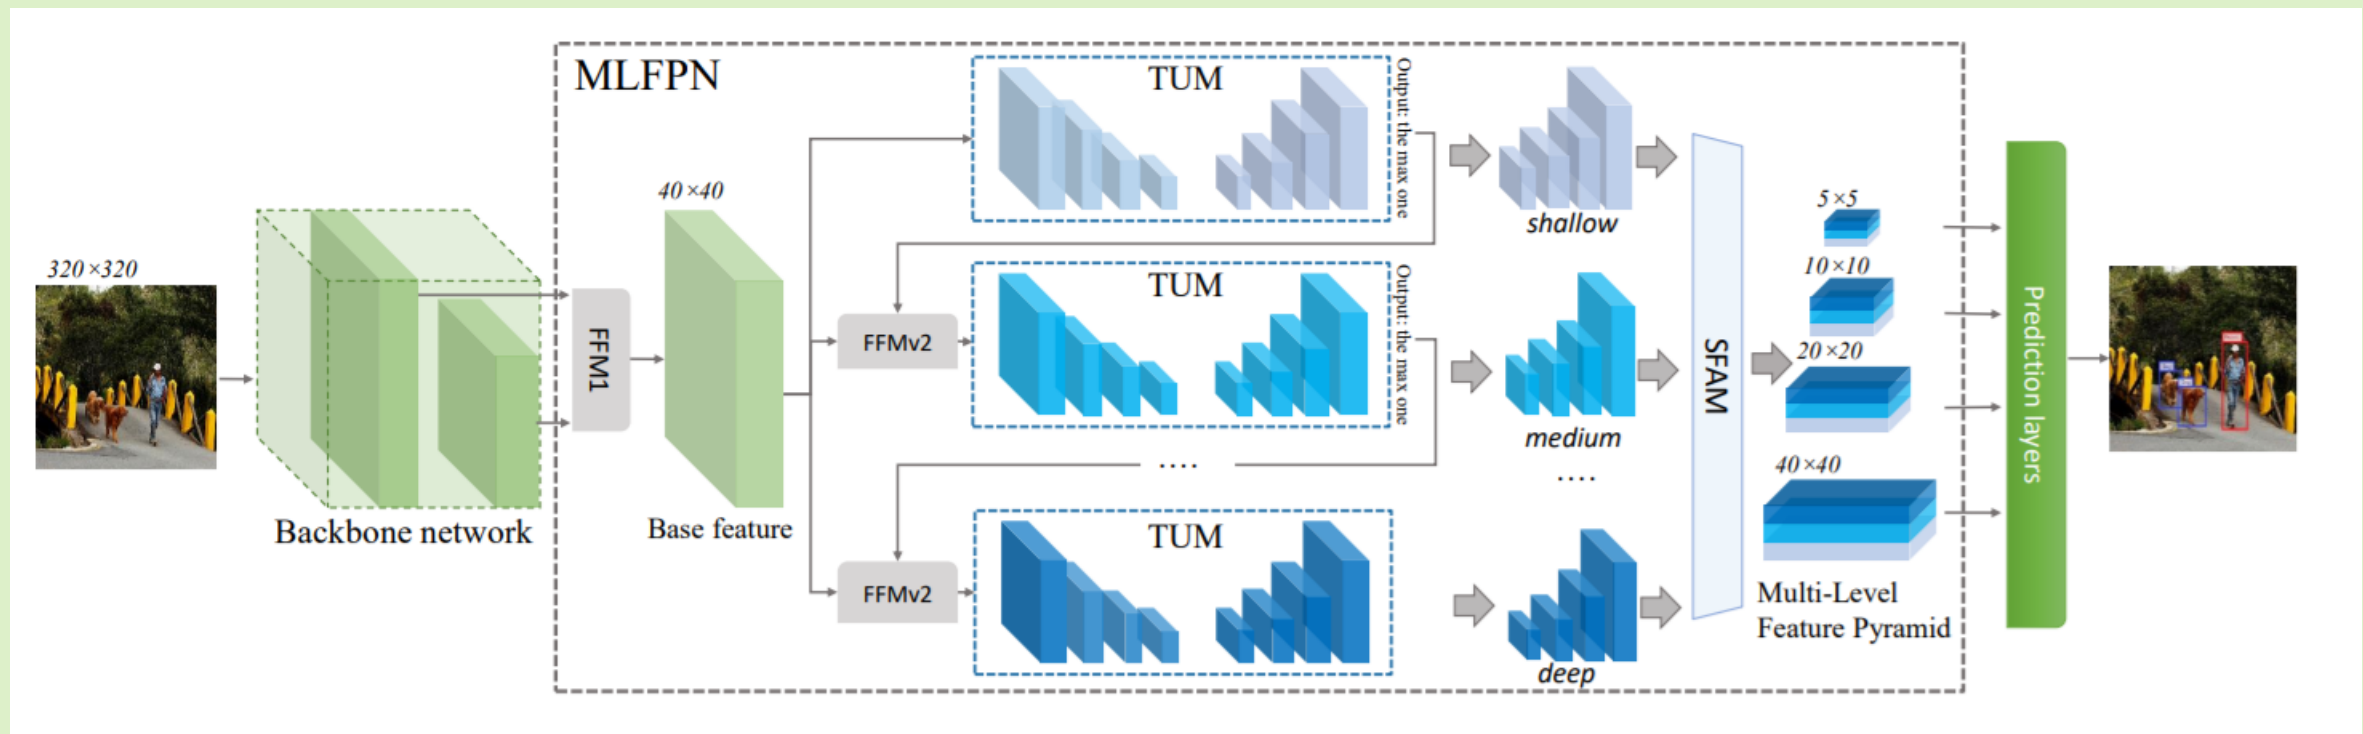 MLFPN
320×320
Backbone network
FFM1
40×40
Base feature
TUM
Output: the max one
shallow
FFMv2
TUM
Output: the max one
medium
....
....
FFMv2
TUM
deep
SFAM
5×5
10×10
20×20
40×40
Multi-Level
Feature Pyramid
Prediction layers